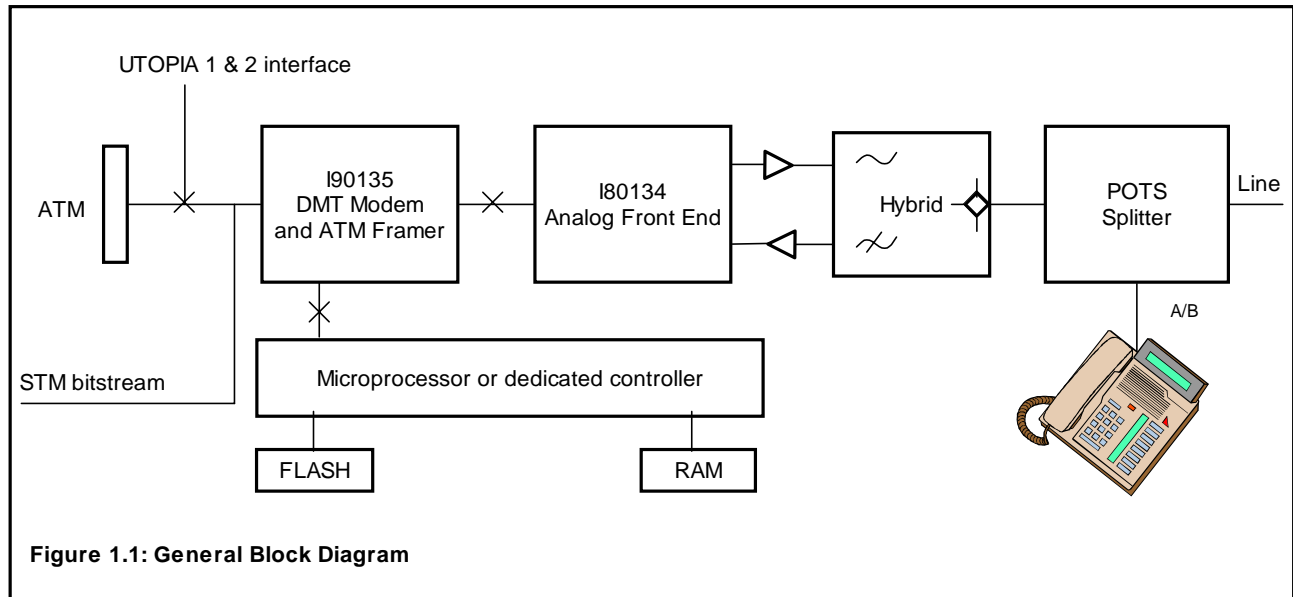 UTOPIA 1 & 2 interface
ATM
I90135
DMT Modem
and ATM Framer
I80134
Analog Front End
Hybrid
POTS
Splitter
Line
A/B
STM bitstream
Microprocessor or dedicated controller
FLASH
RAM
Figure 1.1: General Block Diagram